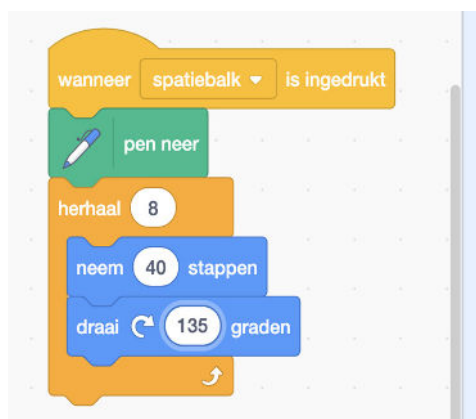 wanneer spatiebalk is ingedrukt
pen neer
herhaal 8
neem 40 stappen
draai 135 graden